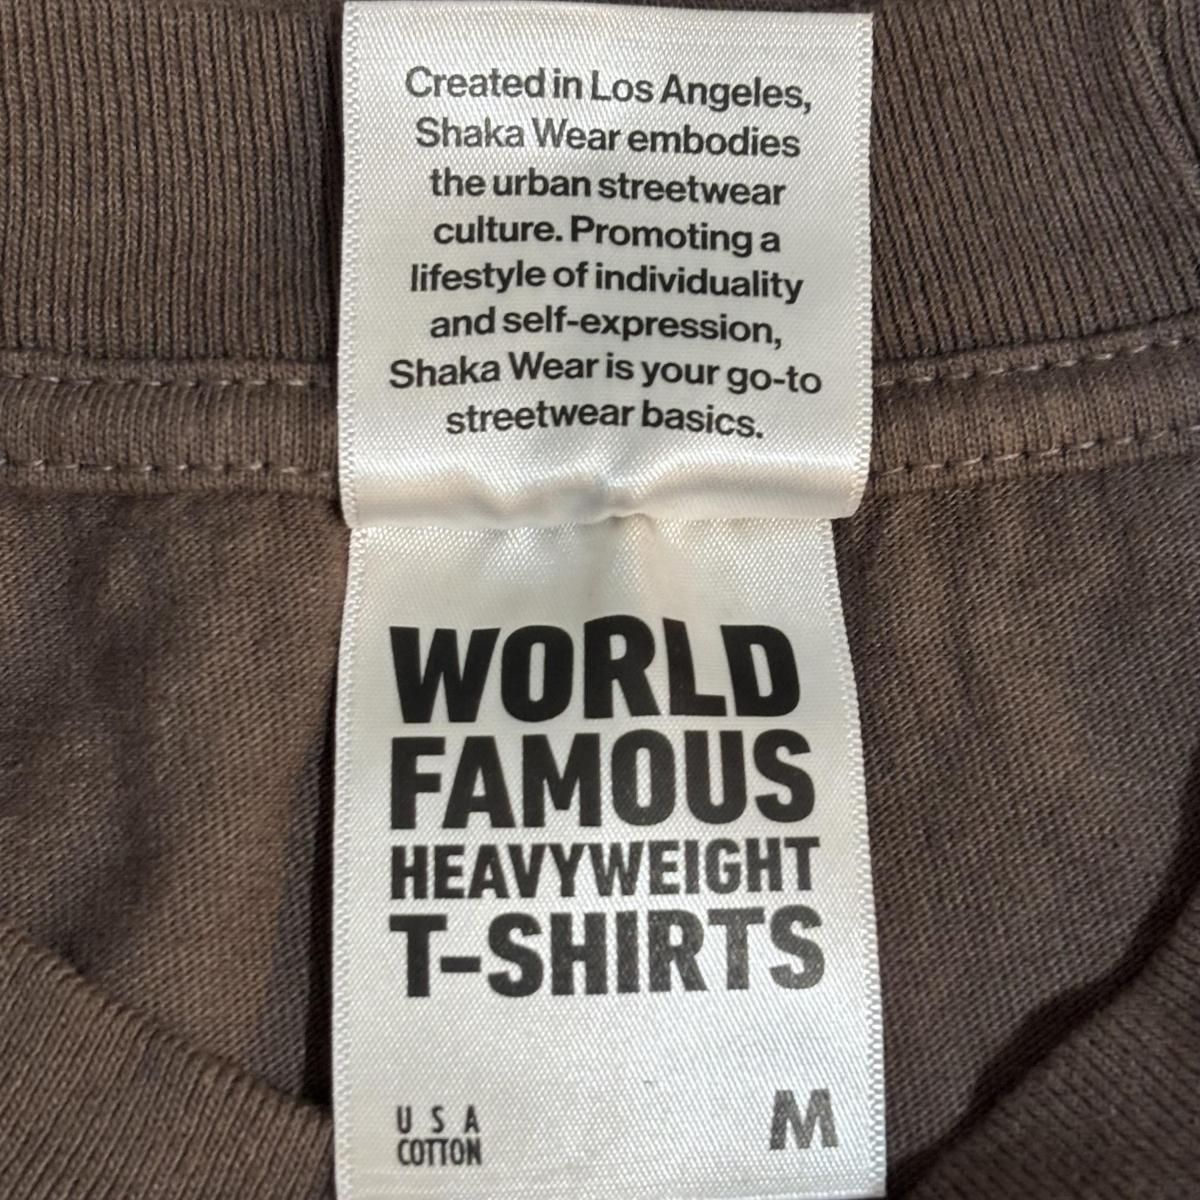 Created in Los Angeles,
Shaka Wear embodies
the urban streetwear
culture. Promoting a
lifestyle of individuality
and self-expression,
Shaka Wear is your go-to
streetwear basics.
WORLD
FAMOUS
HEAVYWEIGHT
T-SHIRTS
USA
COTTON
M